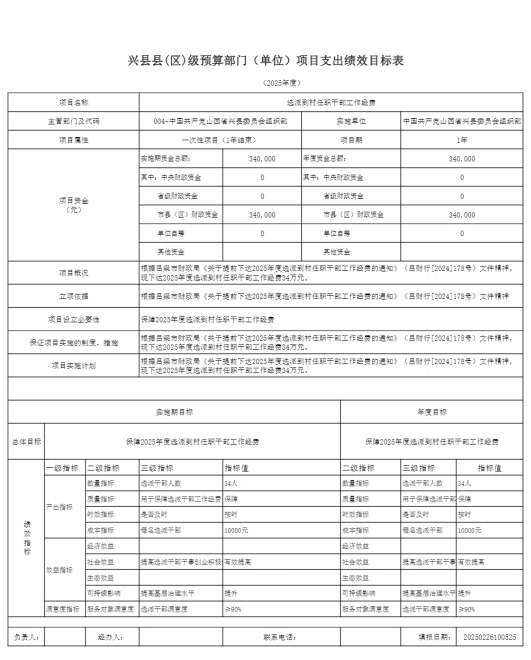 兴县县(区)级预算部门（单位）项目支出绩效目标表
（2025年度）
项目名称 选派到村任职干部工作经费
主管部门及代码 004-中国共产党山西省兴县委员会组织部 实施单位 中国共产党山西省兴县委员会组织部
项目属性 一次性项目（1年结束） 项目期 1年
项目资金（元） 实施期资金总额: 340,000 年度资金总额: 340,000
其中: 中央财政资金 0 其中: 中央财政资金 0
省级财政资金 0 省级财政资金 0
市县（区）财政资金 340,000 市县（区）财政资金 340,000
单位自筹 0 单位自筹 0
其他资金 其他资金
项目概况 根据吕梁市财政局《关于提前下达2025年度选派到村任职干部工作经费的通知》（吕财行[2024]178号）文件精神，
现下达2025年度选派到村任职干部工作经费34万元。
立项依据 根据吕梁市财政局《关于提前下达2025年度选派到村任职干部工作经费的通知》（吕财行[2024]178号）文件精神
项目设立必要性 保障2025年度选派到村任职干部工作经费
保证项目实施的制度、措施 根据吕梁市财政局《关于提前下达2025年度选派到村任职干部工作经费的通知》（吕财行[2024]178号）文件精神，
现下达2025年度选派到村任职干部工作经费34万元。
项目实施计划 根据吕梁市财政局《关于提前下达2025年度选派到村任职干部工作经费的通知》（吕财行[2024]178号）文件精神，
现下达2025年度选派到村任职干部工作经费34万元。
实施期目标 年度目标
总体目标 保障2025年度选派到村任职干部工作经费 保障2025年度选派到村任职干部工作经费
绩效指标 一级指标 二级指标 三级指标 指标值 二级指标 三级指标 指标值
产出指标 数量指标 选派干部人数 34人 数量指标 选派干部人数 34人
质量指标 用于保障选派干部工作经费 保障 质量指标 用于保障选派干部 保障
时效指标 是否及时 按时 时效指标 是否及时 按时
成本指标 每名选派干部 10000元 成本指标 每名选派干部 10000元
效益指标 经济效益 经济效益
社会效益 提高选派干部干事创业积极 有效提高 社会效益 提高选派干部干事 有效提高
生态效益 生态效益
可持续影响 提高基层治理水平 提升 可持续影响 提高基层治理水平 提升
满意度指标 服务对象满意度 选派干部满意度 ≥90% 服务对象满意度 选派干部满意度 ≥90%
负责人: 经办人: 联系电话: 填报日期: 20250226100525